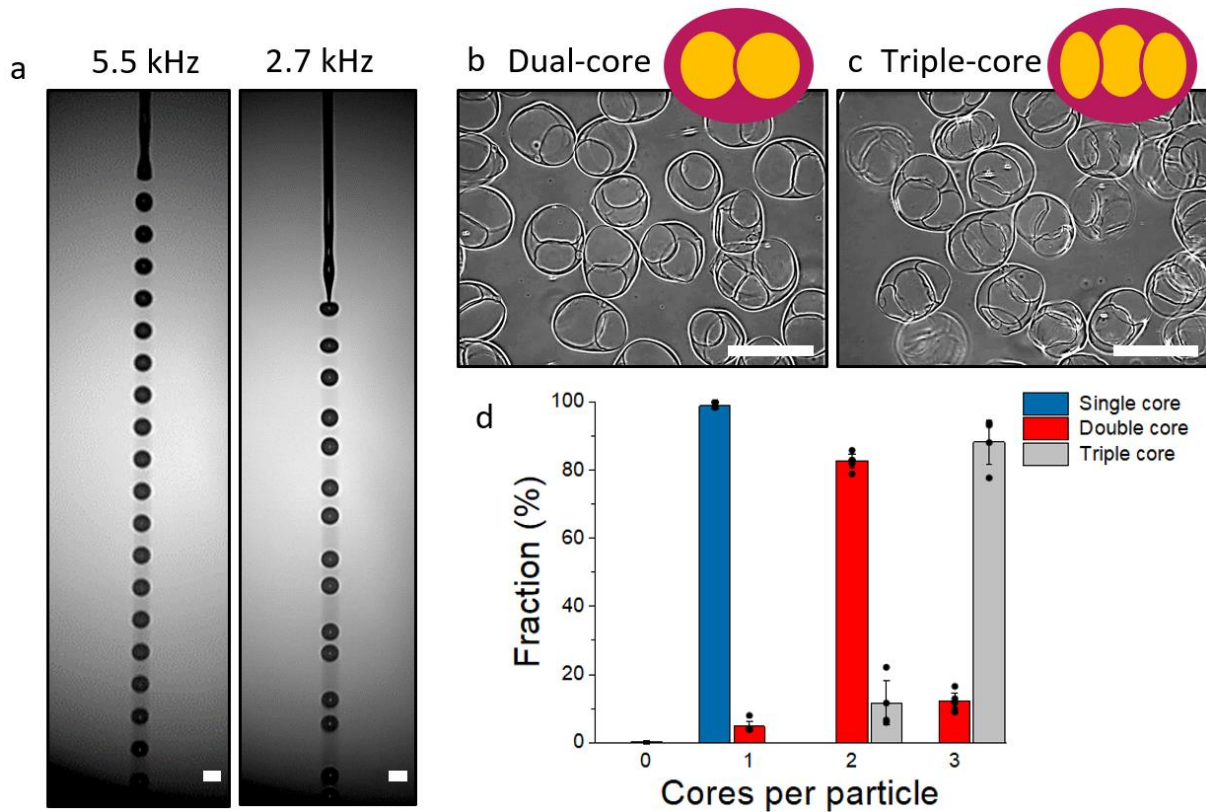 a
5.5 kHz
2.7 kHz
b Dual-core
c Triple-core
d
Fraction (%)
100
80
60
40
20
0
0
1
2
3
Cores per particle
Single core
Double core
Triple core